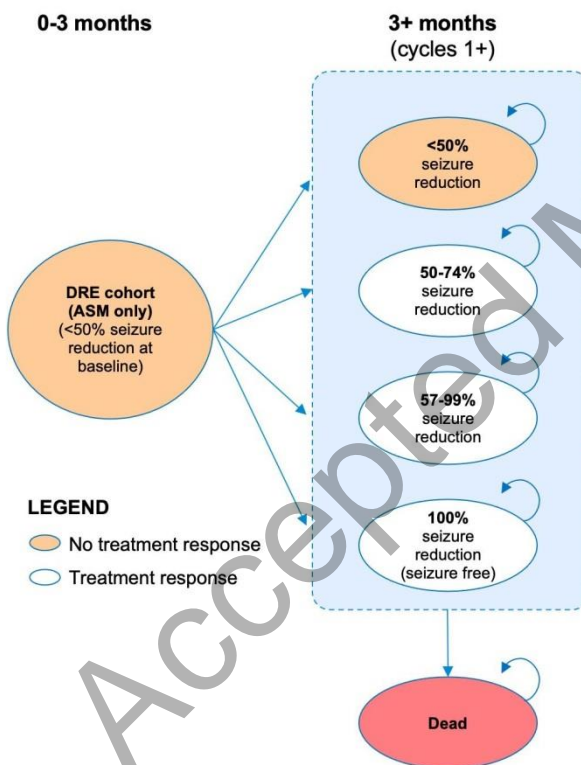 0-3 months
3+ months
(cycles 1+)
<50%
seizure
reduction
50-74%
seizure
reduction
DRE cohort
(ASM only)
(<50% seizure
reduction at
baseline)
57-99%
seizure
reduction
100%
seizure
reduction
(seizure free)
LEGEND
No treatment response
Treatment response
Dead
Accepted M